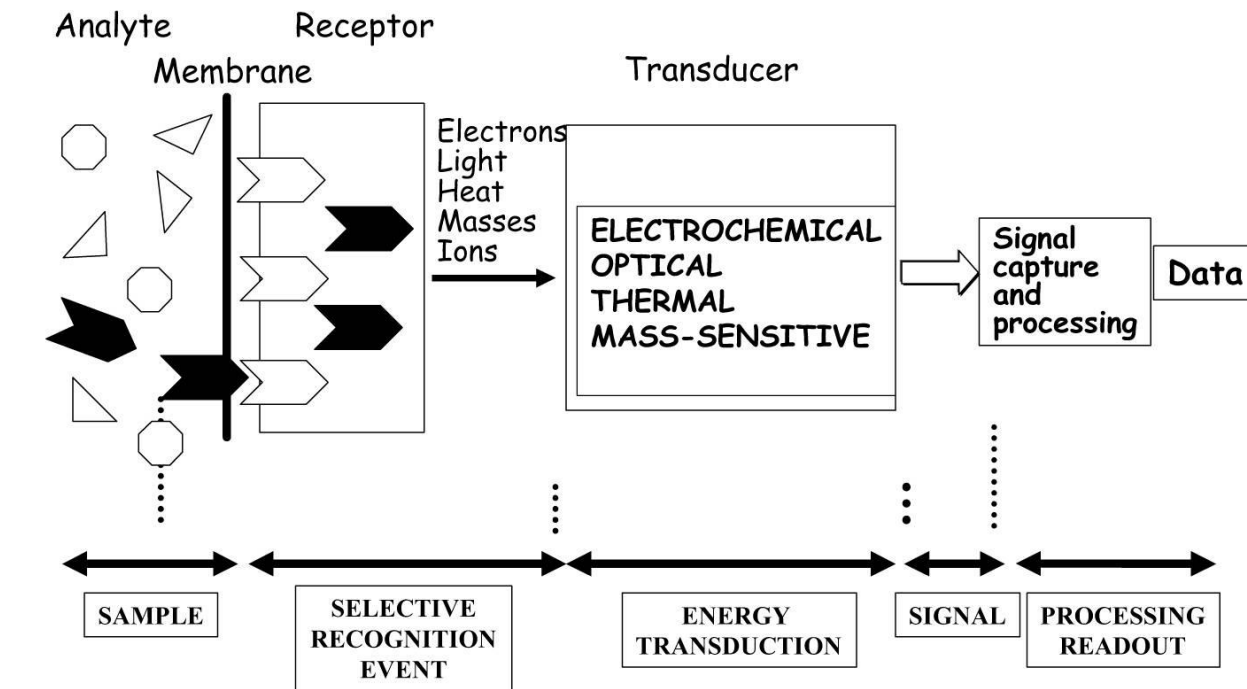 Analyte
Receptor
Membrane
Transducer
Electrons
Light
Heat
Masses
Ions
ELECTROCHEMICAL
OPTICAL
THERMAL
MASS-SENSITIVE
Signal
capture
and
processing
Data
SAMPLE
SELECTIVE
RECOGNITION
EVENT
ENERGY
TRANSDUCTION
SIGNAL
PROCESSING
READOUT